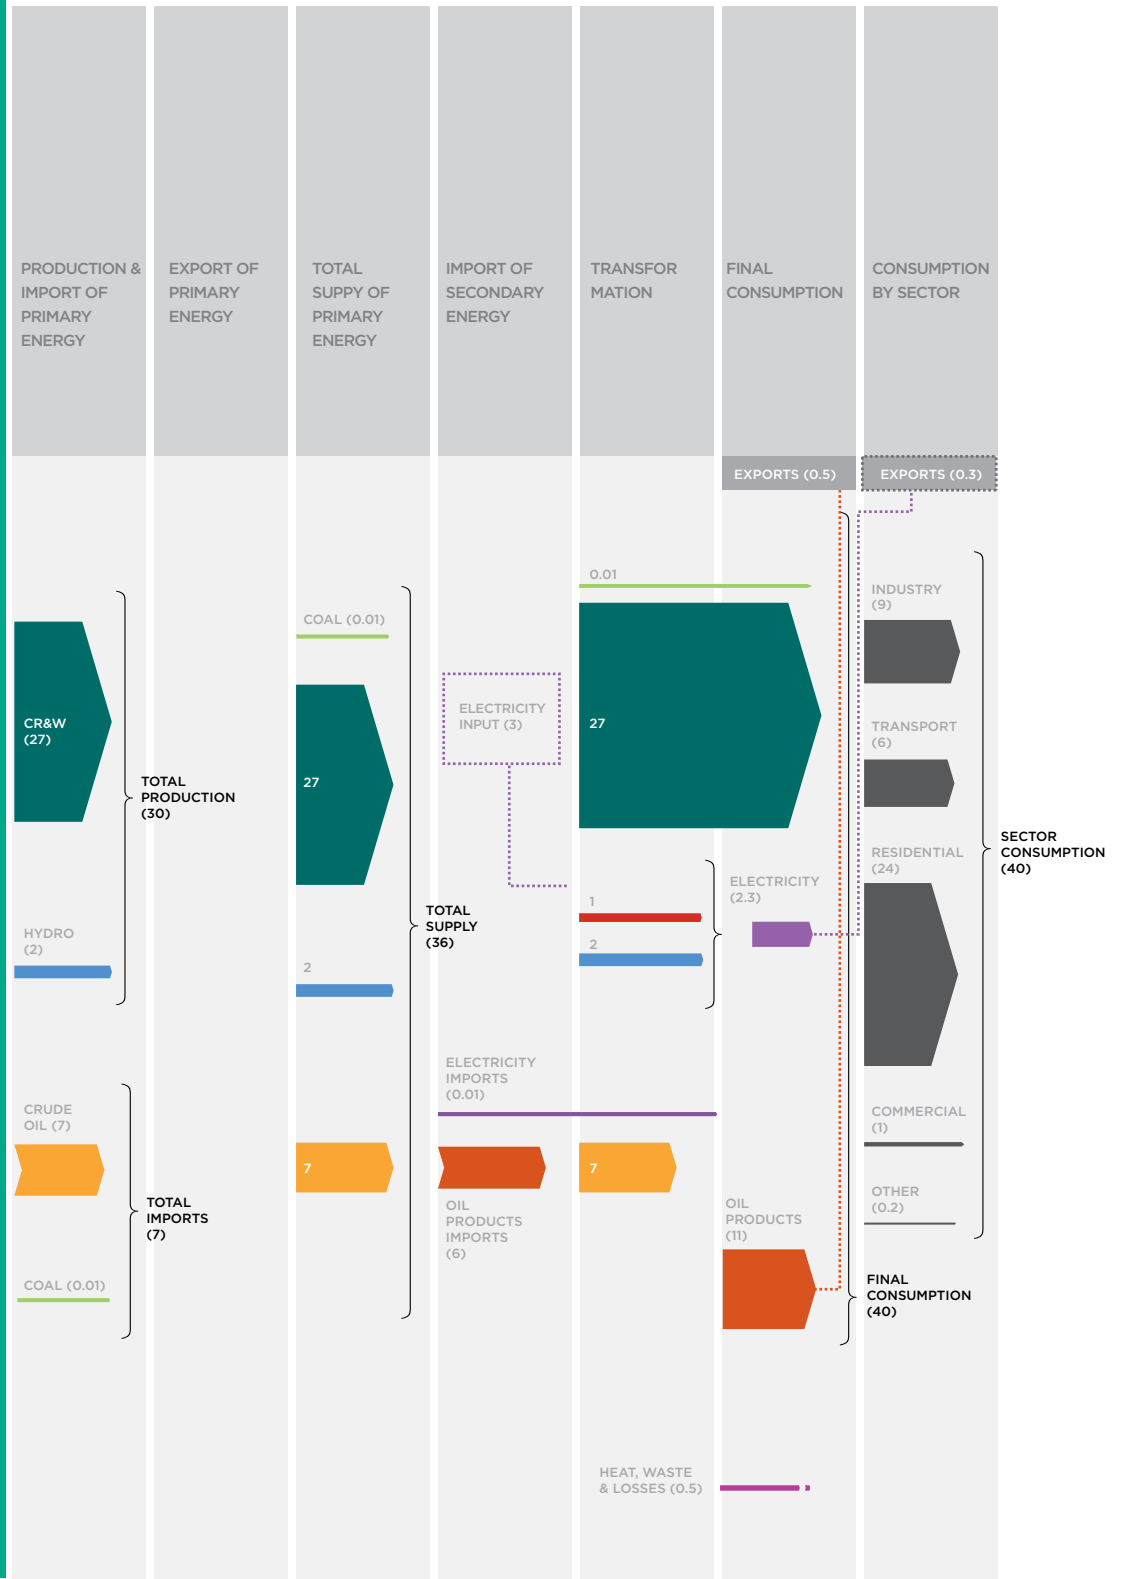 PRODUCTION &
IMPORT OF
PRIMARY
ENERGY
EXPORT OF
PRIMARY
ENERGY
TOTAL
SUPPY OF
PRIMARY
ENERGY
IMPORT OF
SECONDARY
ENERGY
TRANSFOR
MATION
FINAL
CONSUMPTION
CONSUMPTION
BY SECTOR
EXPORTS (0.5)
EXPORTS (0.3)
CR&W
(27)
HYDRO
(2)
TOTAL
PRODUCTION
(30)
CRUDE
OIL (7)
COAL (0.01)
TOTAL
IMPORTS
(7)
COAL (0.01)
27
2
7
TOTAL
SUPPLY
(36)
ELECTRICITY
INPUT (3)
ELECTRICITY
IMPORTS
(0.01)
OIL
PRODUCTS
IMPORTS
(6)
0.01
27
1
2
7
HEAT, WASTE
& LOSSES (0.5)
ELECTRICITY
(2.3)
OIL
PRODUCTS
(11)
FINAL
CONSUMPTION
(40)
INDUSTRY
(9)
TRANSPORT
(6)
RESIDENTIAL
(24)
COMMERCIAL
(1)
OTHER
(0.2)
SECTOR
CONSUMPTION
(40)